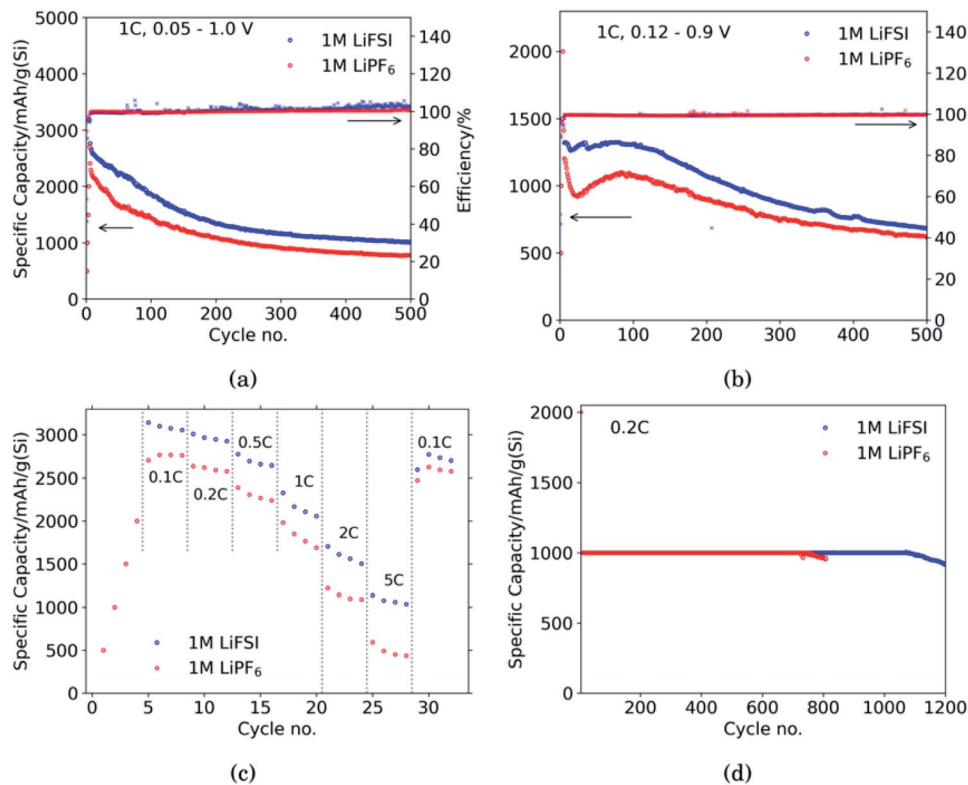 1C, 0.05 - 1.0 V
1M LiFSI
1M LiPF₆
Specific Capacity/mAh/g(Si)
5000
4000
3000
2000
1000
0
140
120
100
80
60
40
20
0
Efficiency/%
0 100 200 300 400 500
Cycle no.
(a)
1C, 0.12 - 0.9 V
1M LiFSI
1M LiPF₆
2000
1500
1000
500
0
140
120
100
80
60
40
20
0
0 100 200 300 400 500
(b)
Specific Capacity/mAh/g(Si)
3000
2500
2000
1500
1000
500
0
0.1C
0.2C
0.5C
1C
2C
5C
0.1C
1M LiFSI
1M LiPF₆
0 5 10 15 20 25 30
Cycle no.
(c)
Specific Capacity/mAh/g(Si)
2000
1500
1000
500
0
0.2C
1M LiFSI
1M LiPF₆
200 400 600 800 1000 1200
Cycle no.
(d)